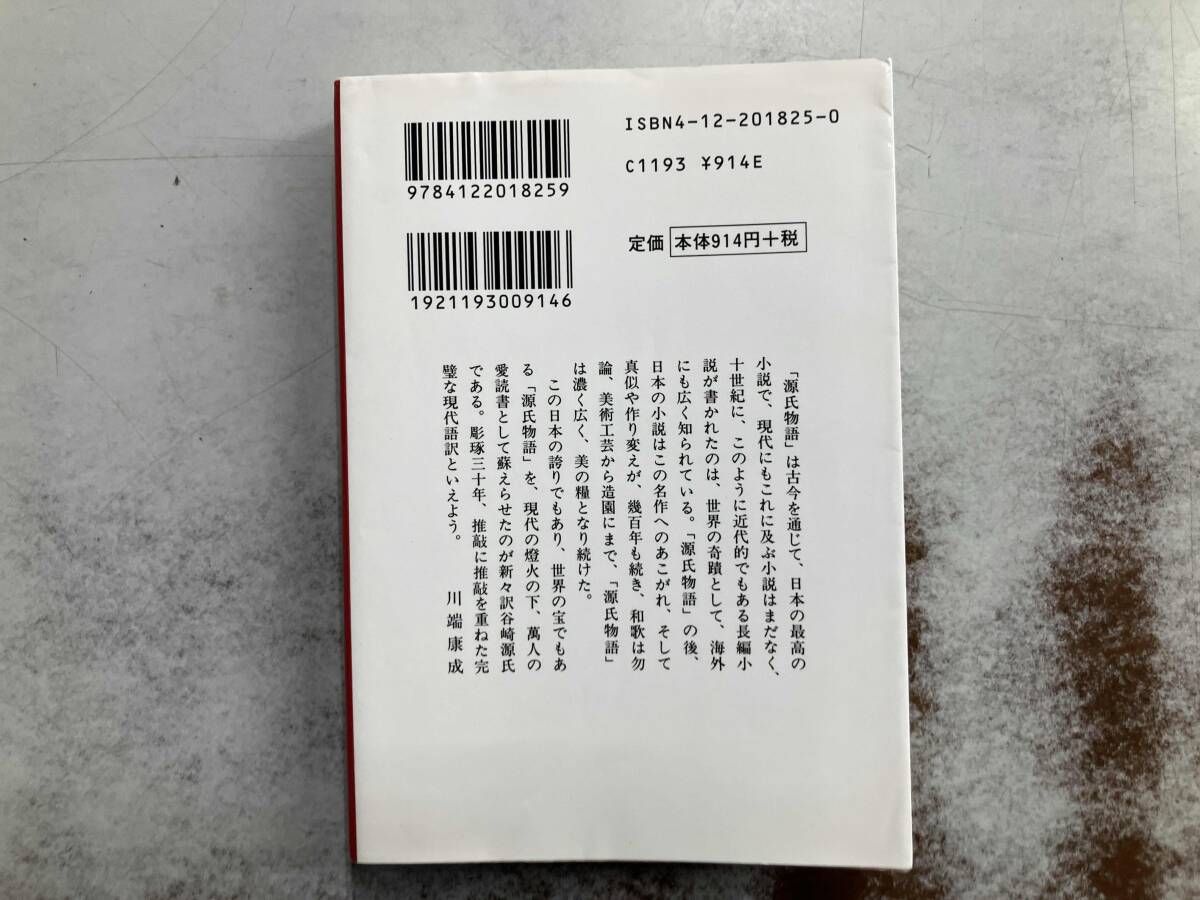 ISBN4-12-201825-0
C1193 ¥914E
9784122018259
定価 本体914円+税
1921193009146
「源氏物語」は古今を通じて、日本の最高の
小説で、現代にもこれに及ぶ小説はまだなく、
十世紀に、このように近代的でもある長編小
説が書かれたのは、世界の奇蹟として、海外
にも広く知られている。「源氏物語」の後、
日本の小説はこの名作へのあこがれ、そして
真似や作り変えが、幾百年も続き、和歌は勿
論、美術工芸から造園にまで、「源氏物語」
は濃く広く、美の糧となり続けた。
この日本の誇りでもあり、世界の宝でもあ
る「源氏物語」を、現代の燈火の下、萬人の
愛読書として蘇えらせたのが新々訳谷崎源氏
である。彫琢三十年、推敲に推敲を重ねた完
璧な現代語訳といえよう。 川端康成